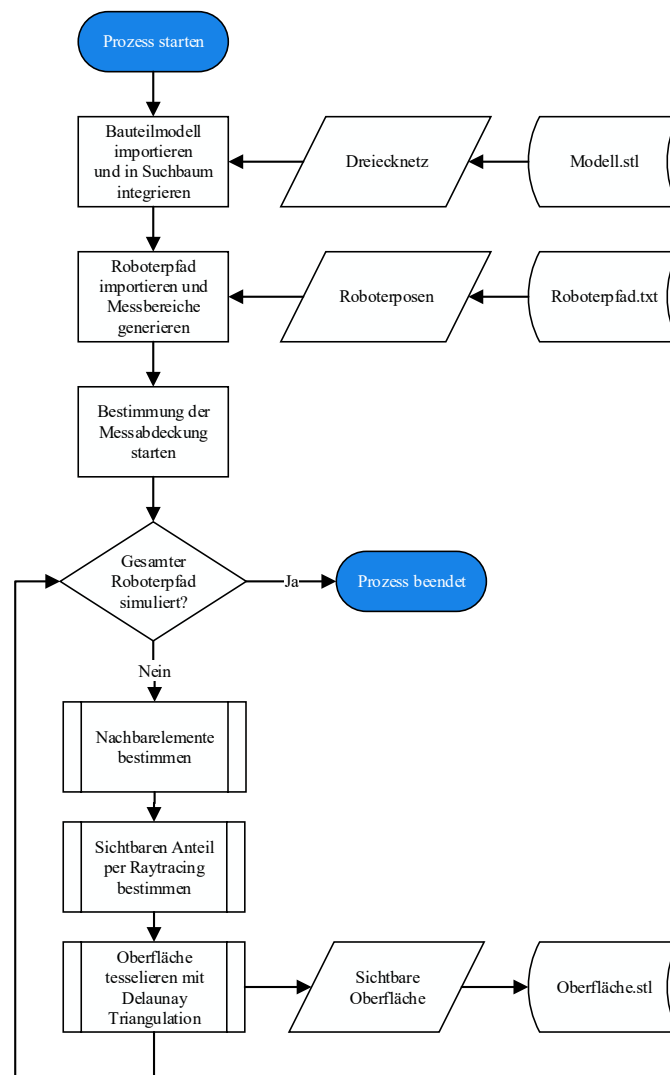 Prozess starten
Bauteilmodell
importieren
und in Suchbaum
integrieren
Dreiecknetz
Modell.stl
Roboterpfad
importieren und
Messbereiche
generieren
Roboterposen
Roboterpfad.txt
Bestimmung der
Messabdeckung
starten
Gesamter
Roboterpfad
simuliert?
Ja
Prozess beendet
Nein
Nachbarelemente
bestimmen
Sichtbaren Anteil
per Raytracing
bestimmen
Oberfläche
tesselieren mit
Delaunay
Triangulation
Sichtbare
Oberfläche
Oberfläche.stl